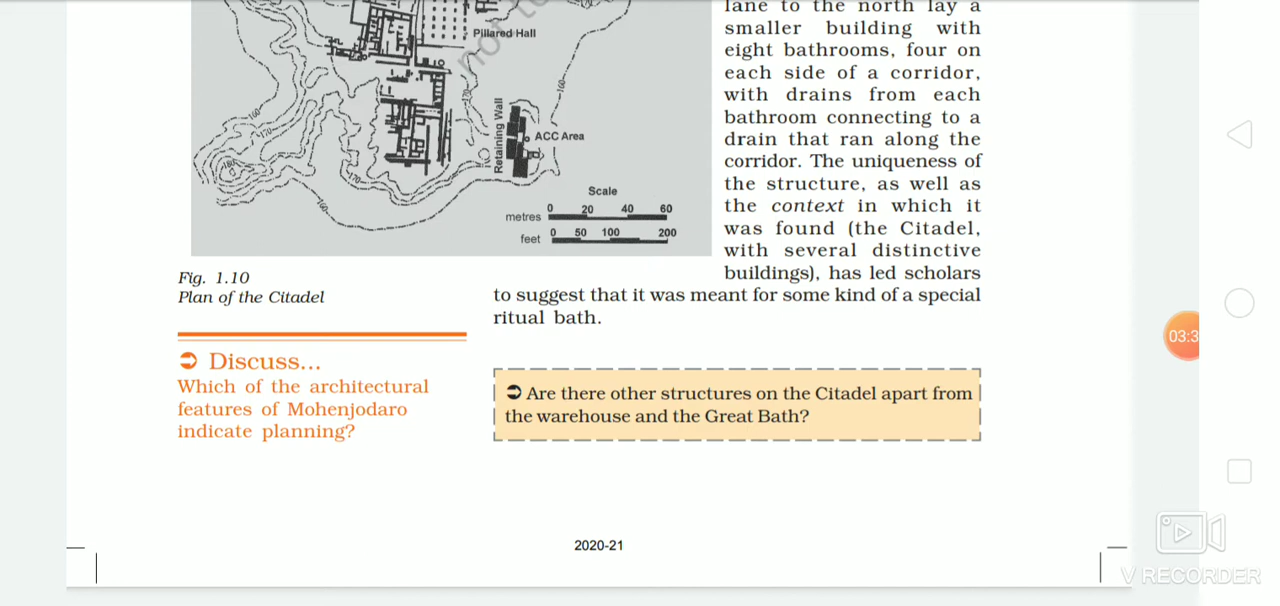 Pillared Hall
160
170
Retaining Wall
ACC Area
Scale
metres 0 20 40 60
feet 0 50 100 200
Fig. 1.10
Plan of the Citadel
lane to the north lay a
smaller building with
eight bathrooms, four on
each side of a corridor,
with drains from each
bathroom connecting to a
drain that ran along the
corridor. The uniqueness of
the structure, as well as
the context in which it
was found (the Citadel,
with several distinctive
buildings), has led scholars
to suggest that it was meant for some kind of a special
ritual bath.
Discuss...
Which of the architectural
features of Mohenjodaro
indicate planning?
Are there other structures on the Citadel apart from
the warehouse and the Great Bath?
2020-21
03:3
V RECORDER